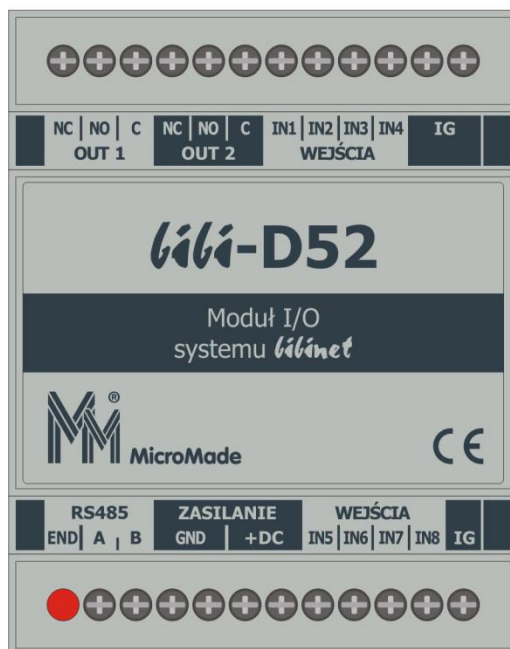 NC NO C NC NO C IN1 IN2 IN3 IN4 IG
OUT 1 OUT 2 WEJŚCIA
bibi-D52
Moduł I/O
systemu bibinet
®
MicroMade
CE
RS485 ZASILANIE WEJŚCIA
END A B GND +DC IN5 IN6 IN7 IN8 IG